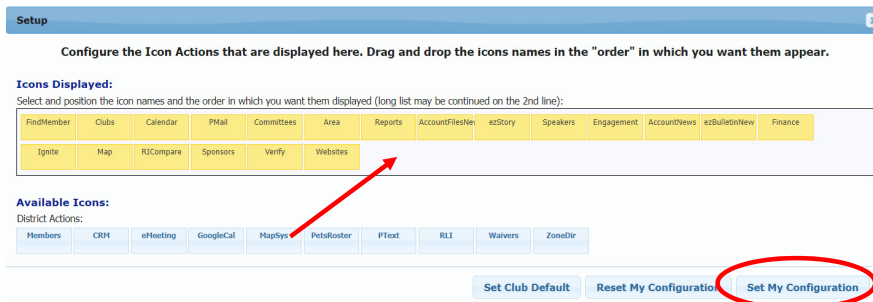 Setup
Configure the Icon Actions that are displayed here. Drag and drop the icons names in the "order" in which you want them appear.
Icons Displayed:
Select and position the icon names and the order in which you want them displayed (long list may be continued on the 2nd line):
FindMember Clubs Calendar PMail Committees Area Reports AccountFilesNe ezStory Speakers Engagement AccountNews ezBulletinNew Finance
Ignite Map RICompare Sponsors Verify Websites
Available Icons:
District Actions:
Members CRM eMeeting GoogleCal MapSys PetsRoster PText RLI Waivers ZoneDir
Set Club Default Reset My Configuration Set My Configuration